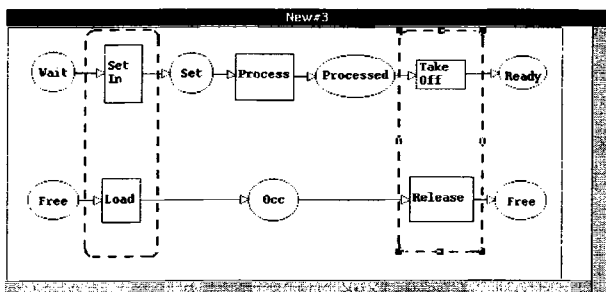 New#3
Wait
Set
In
Set
Process
Processed
Take
Off
Ready
Free
Load
Occ
Release
Free